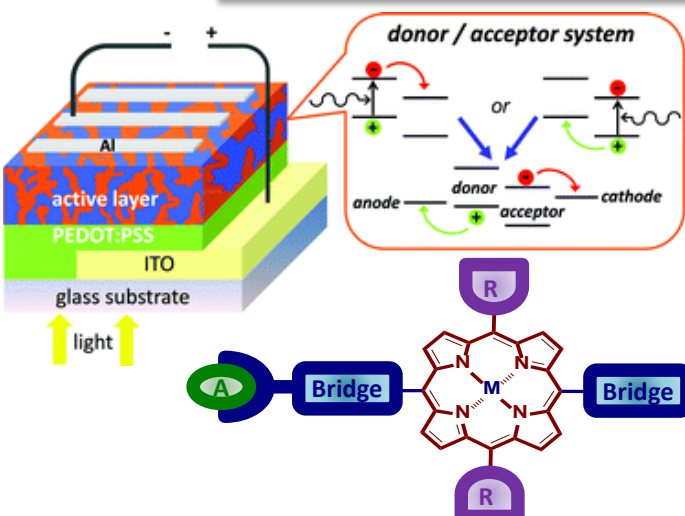 - +
donor / acceptor system
-
-
+
or
+
Al
active layer
donor
-
anode
cathode
+
acceptor
PEDOT:PSS
ITO
glass substrate
light
R
N
N
A
Bridge
M
Bridge
N
N
R